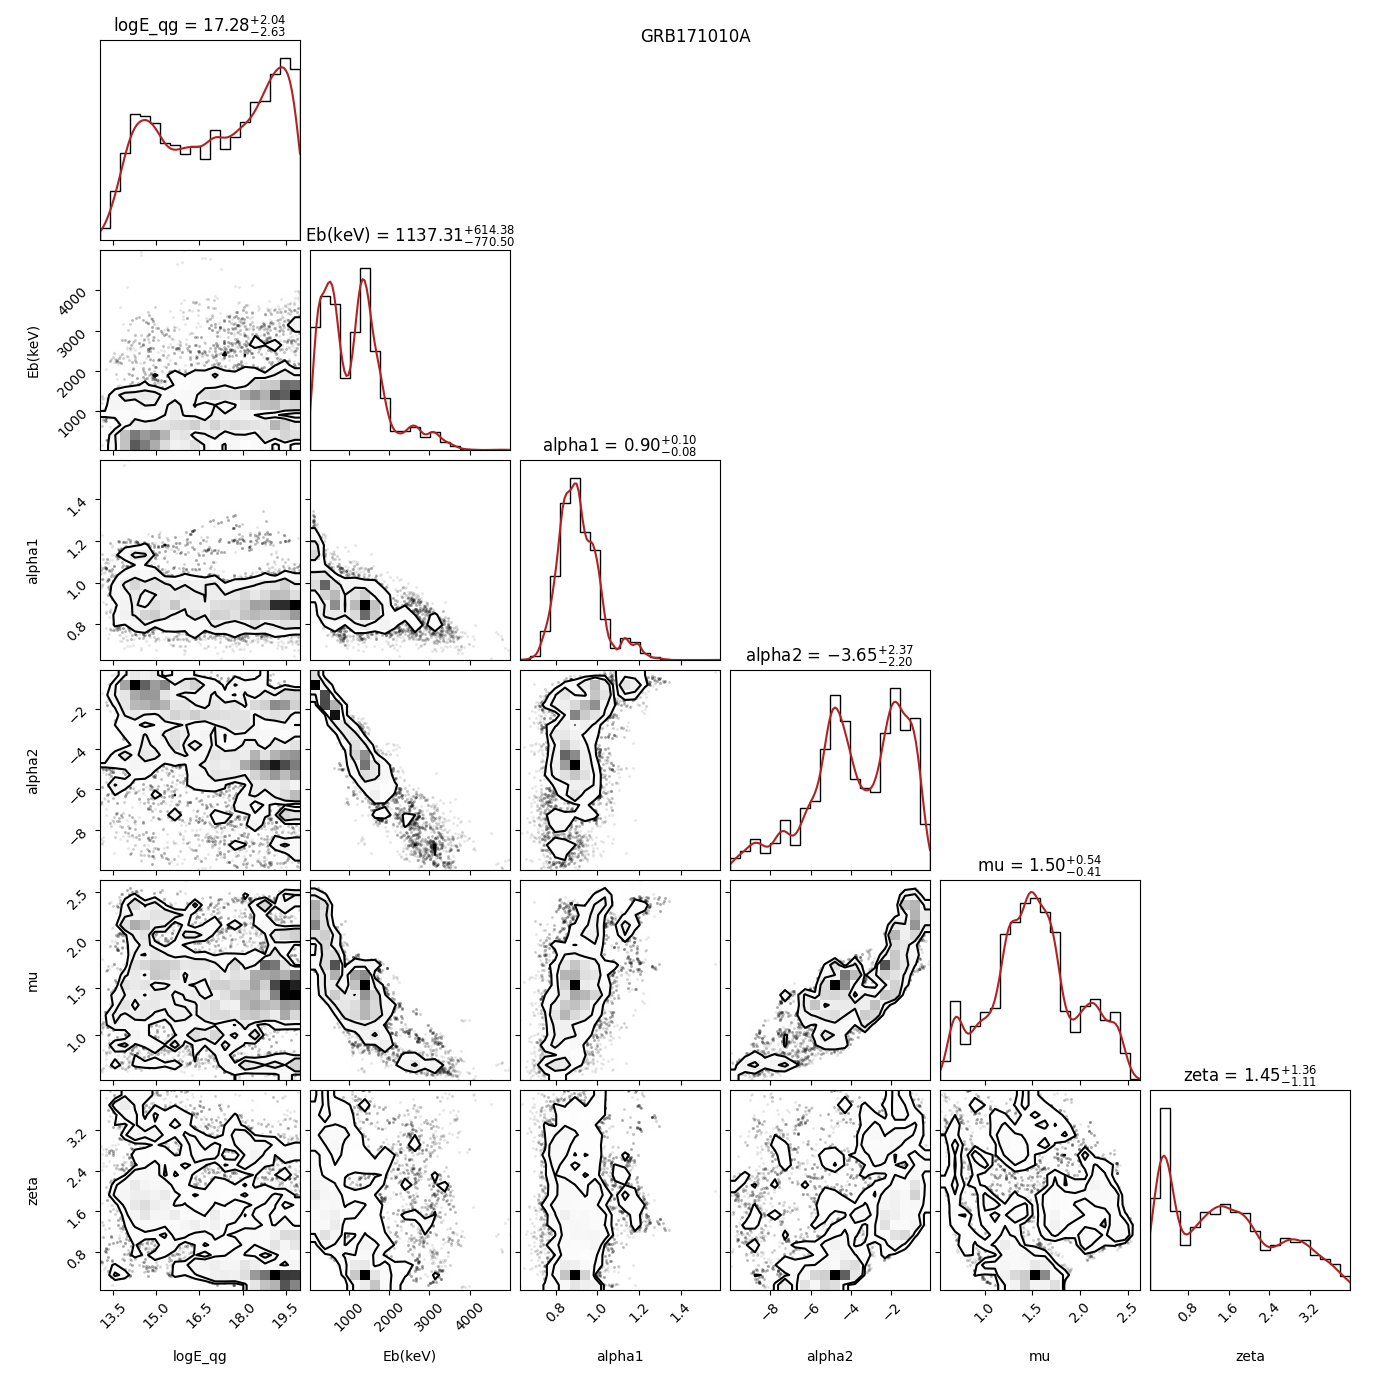 GRB171010A
logE_qg = 17.28+2.04 −2.63
Eb(keV) = 1137.31+614.38 −770.50
alpha1 = 0.90+0.10 −0.08
alpha2 = −3.65+2.37 −2.20
mu = 1.50+0.54 −0.41
zeta = 1.45+1.36 −1.11
Eb(keV)
4000
3000
2000
1000
alpha1
1.4
1.2
1.0
0.8
alpha2
−2
−4
−6
−8
mu
2.5
2.0
1.5
1.0
zeta
3.2
2.4
1.6
0.8
13.5 15.0 16.5 18.0 19.5
1000 2000 3000 4000
0.8 1.0 1.2 1.4
−8 −6 −4 −2
1.0 1.5 2.0 2.5
0.8 1.6 2.4 3.2
logE_qg
Eb(keV)
alpha1
alpha2
mu
zeta